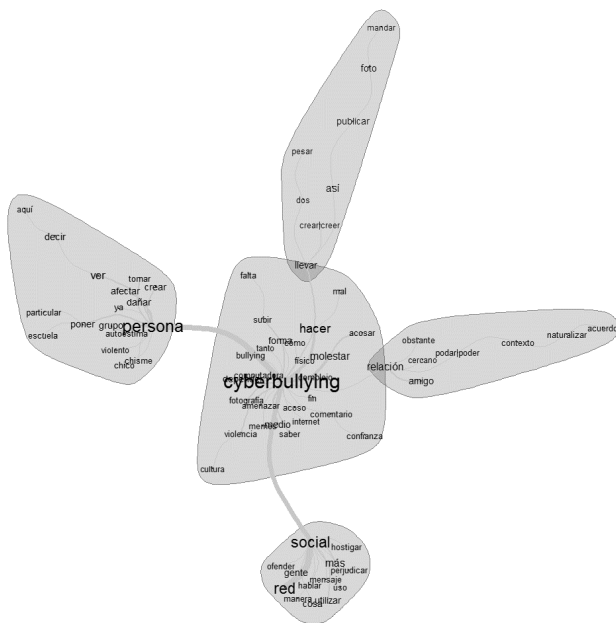 mandar
foto
publicar
pesar
así
dos
crear|creer
llevar
aquí
decir
ver
tomar
crear
afectar
dañar
particular
ya
poner
grupo
persona
autoestima
escuela
violento
chisme
chico
falta
mal
subir
hacer
forma
como
acosar
tanto
molestar
bullying
físico
computadora
complejo
cyberbullying
fotografía
fin
amenazar
acoso
comentario
memes
medio
internet
violencia
saber
confianza
cultura
relación
obstante
cercano
podar|poder
contexto
naturalizar
acuerdo
amigo
social
hostigar
más
ofender
gente
perjudicar
mensaje
red
hablar
uso
manera
utilizar
cosa